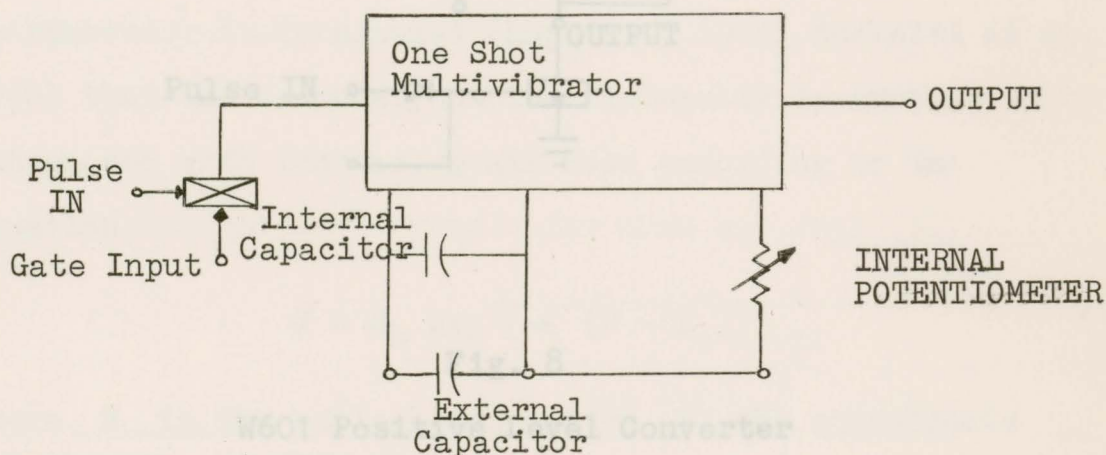 One Shot
Multivibrator
OUTPUT
Pulse
IN
Gate Input
Internal
Capacitor
INTERNAL
POTENTIOMETER
External
Capacitor
OUTPUT
Pulse IN
Fig. 8
W601 Positive Level Converter